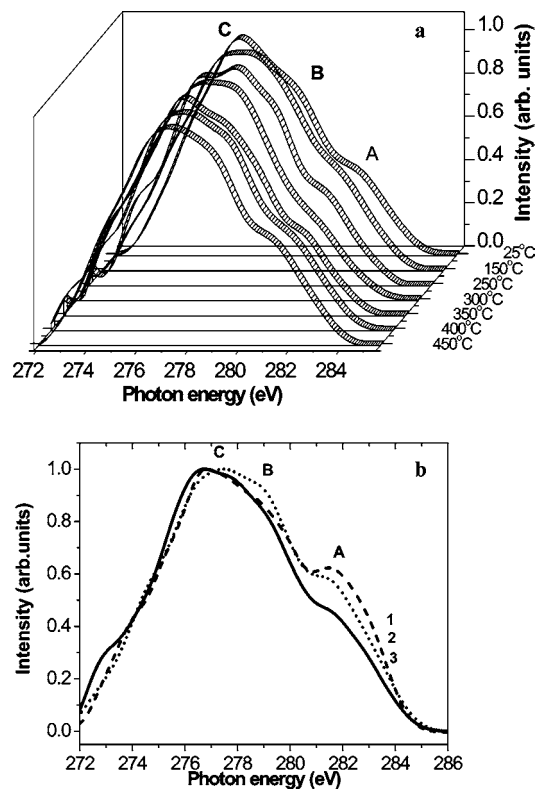 C
B
A
a
1.0
0.8
0.6
0.4
0.2
0.0
Intensity (arb. units)
25°C
150°C
250°C
300°C
350°C
400°C
450°C
272 274 276 278 280 282 284
Photon energy (eV)
C
B
A
b
1
2
3
1.0
0.8
0.6
0.4
0.2
0.0
Intensity (arb.units)
272 274 276 278 280 282 284 286
Photon energy (eV)